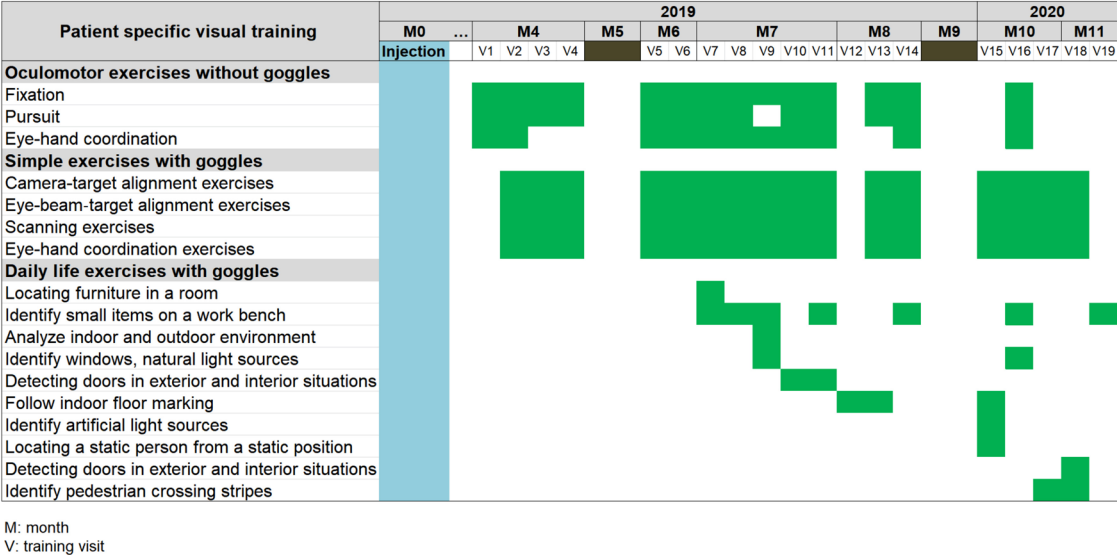 Patient specific visual training
2019 2020
M0 ... M4 M5 M6 M7 M8 M9 M10 M11
Injection V1 V2 V3 V4 V5 V6 V7 V8 V9 V10 V11 V12 V13 V14 V15 V16 V17 V18 V19
Oculomotor exercises without goggles
Fixation
Pursuit
Eye-hand coordination
Simple exercises with goggles
Camera-target alignment exercises
Eye-beam-target alignment exercises
Scanning exercises
Eye-hand coordination exercises
Daily life exercises with goggles
Locating furniture in a room
Identify small items on a work bench
Analyze indoor and outdoor environment
Identify windows, natural light sources
Detecting doors in exterior and interior situations
Follow indoor floor marking
Identify artificial light sources
Locating a static person from a static position
Detecting doors in exterior and interior situations
Identify pedestrian crossing stripes
M: month
V: training visit